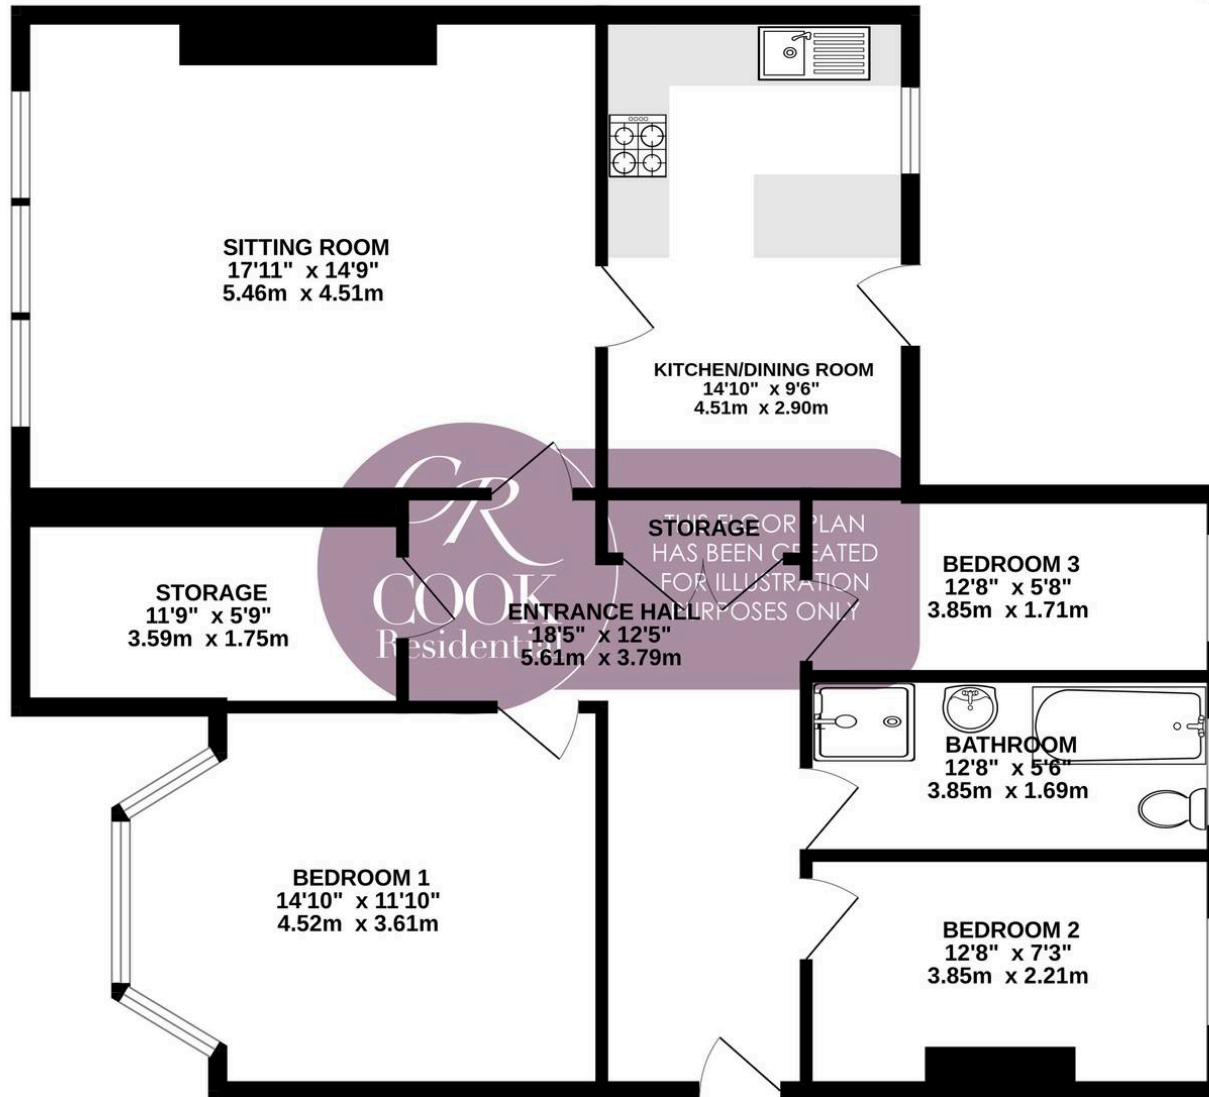 SITTING ROOM
17'11" x 14'9"
5.46m x 4.51m
KITCHEN/DINING ROOM
14'10" x 9'6"
4.51m x 2.90m
CR
COOK
Residential
STORAGE
THIS FLOOR PLAN
HAS BEEN CREATED
FOR ILLUSTRATION
PURPOSES ONLY
BEDROOM 3
12'8" x 5'8"
3.85m x 1.71m
STORAGE
11'9" x 5'9"
3.59m x 1.75m
ENTRANCE HALL
18'5" x 12'5"
5.61m x 3.79m
BATHROOM
12'8" x 5'6"
3.85m x 1.69m
BEDROOM 1
14'10" x 11'10"
4.52m x 3.61m
BEDROOM 2
12'8" x 7'3"
3.85m x 2.21m